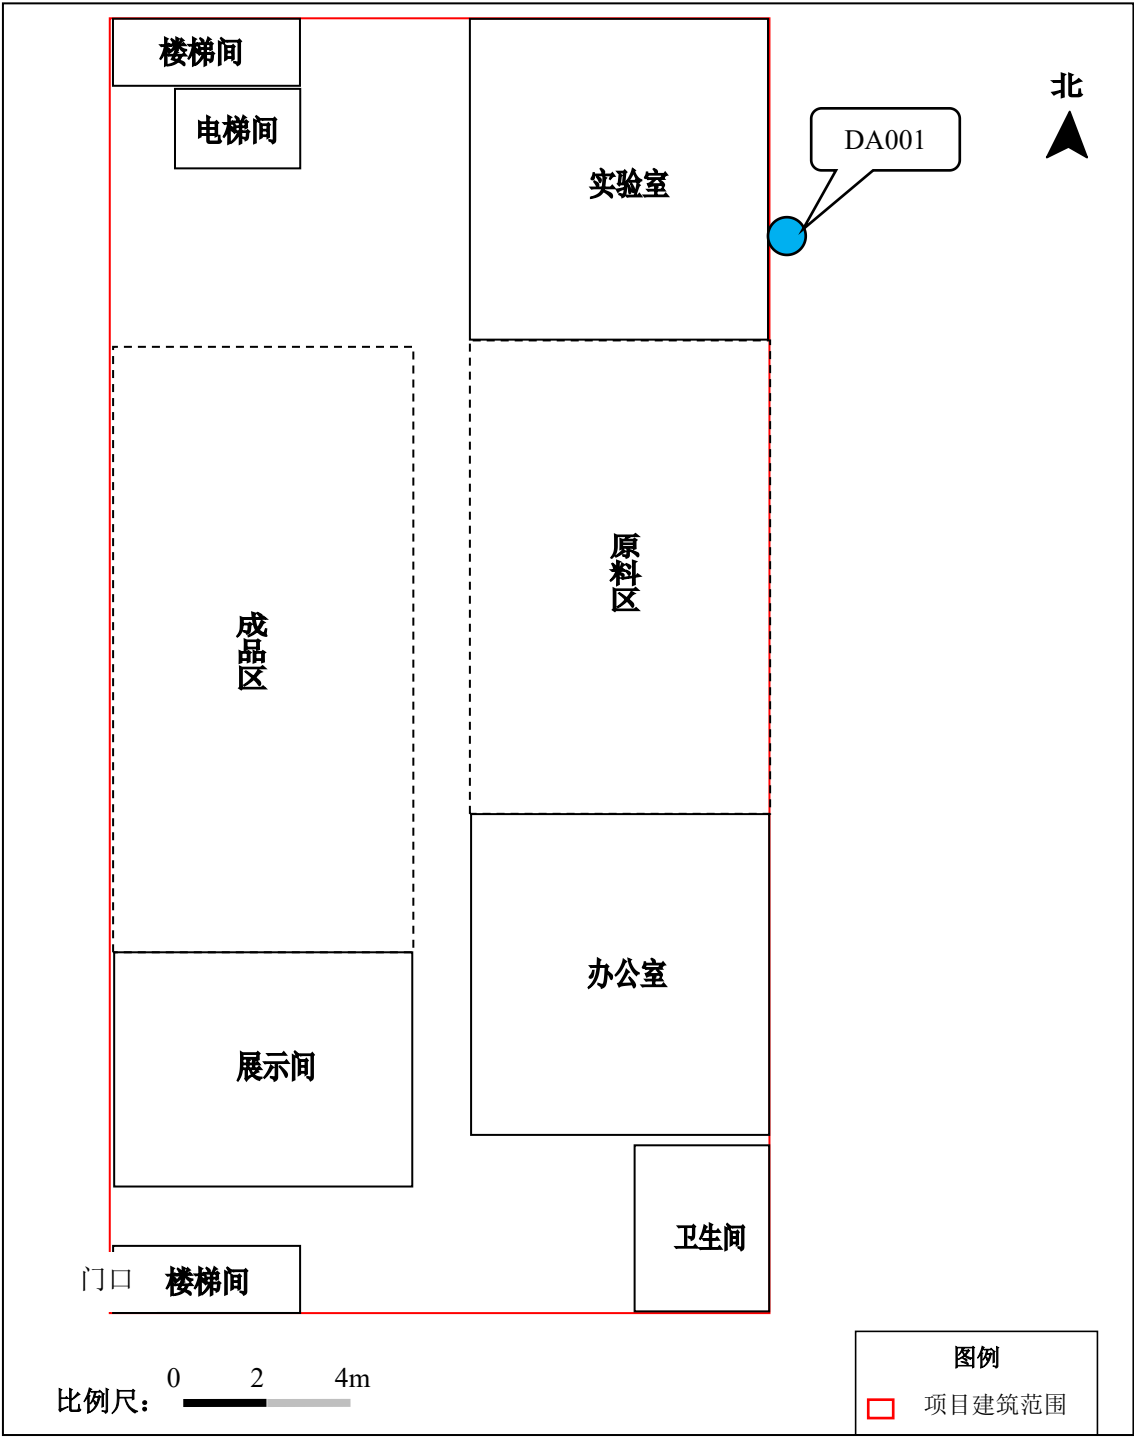 楼梯间
北
电梯间
DA001
实验室
原料区
成品区
办公室
展示间
卫生间
门口
楼梯间
图例
0 2 4m
比例尺：
项目建筑范围